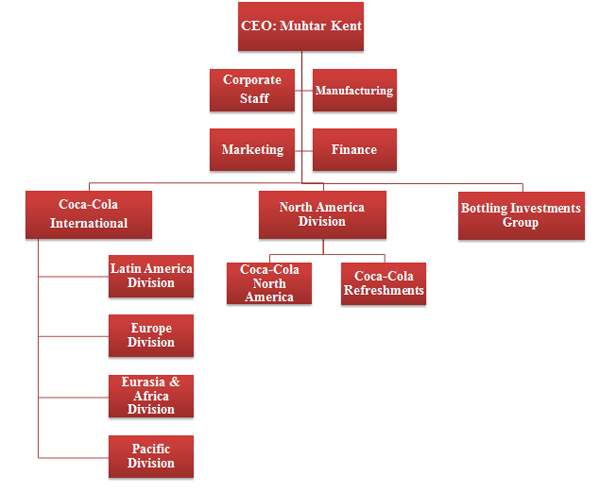 CEO: Muhtar Kent
Corporate
Staff
Manufacturing
Marketing
Finance
Coca-Cola
International
North America
Division
Bottling Investments
Group
Latin America
Division
Europe
Division
Eurasia &
Africa
Division
Pacific
Division
Coca-Cola
North
America
Coca-Cola
Refreshments